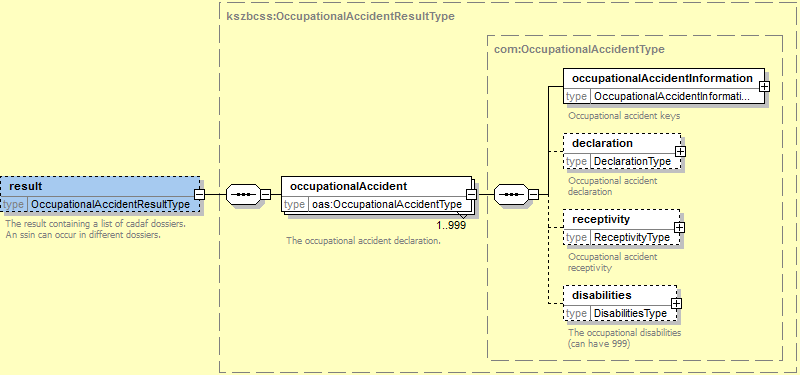 kszbcss:OccupationalAccidentResultType
com:OccupationalAccidentType
result
type OccupationalAccidentResultType
The result containing a list of cadaf dossiers.
An ssin can occur in different dossiers.
occupationalAccident
type oas:OccupationalAccidentType
1..999
The occupational accident declaration.
occupationalAccidentInformation
type OccupationalAccidentInformati...
Occupational accident keys
declaration
type DeclarationType
Occupational accident
declaration
receptivity
type ReceptivityType
Occupational accident
receptivity
disabilities
type DisabilitiesType
The occupational disabilities
(can have 999)